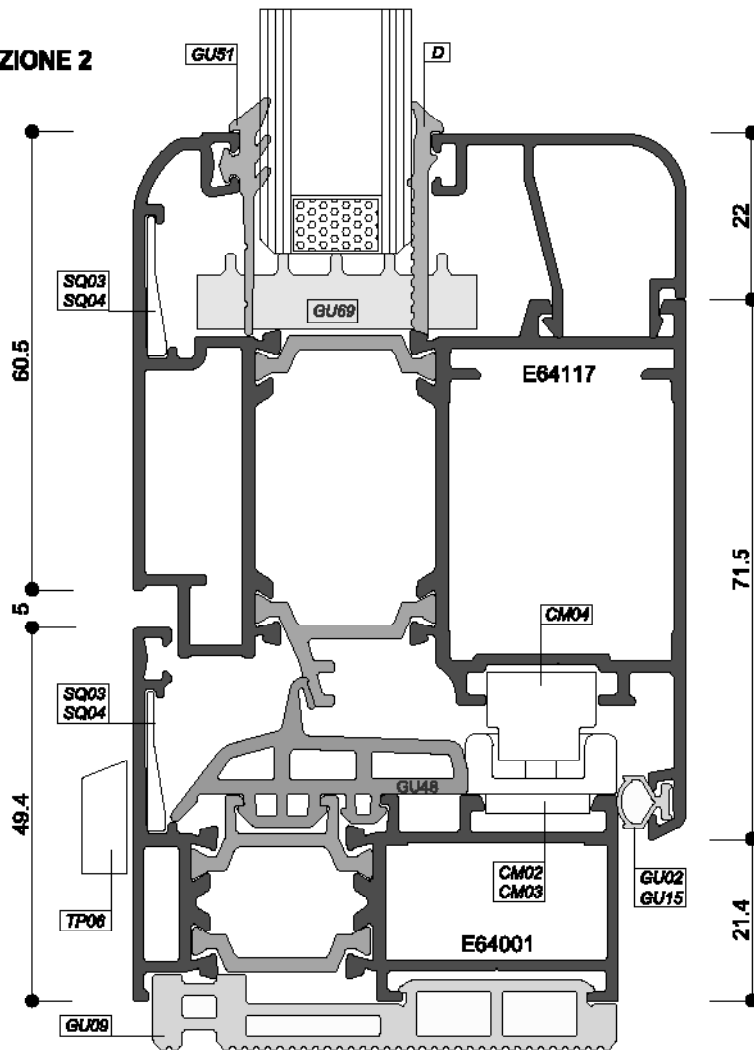 ZIONE 2
GU51
D
22
SQ03
SQ04
GU69
60.5
E64117
71.5
5
CM04
SQ03
SQ04
GU48
49.4
CM02
CM03
GU02
GU15
TP06
E64001
21.4
GU09